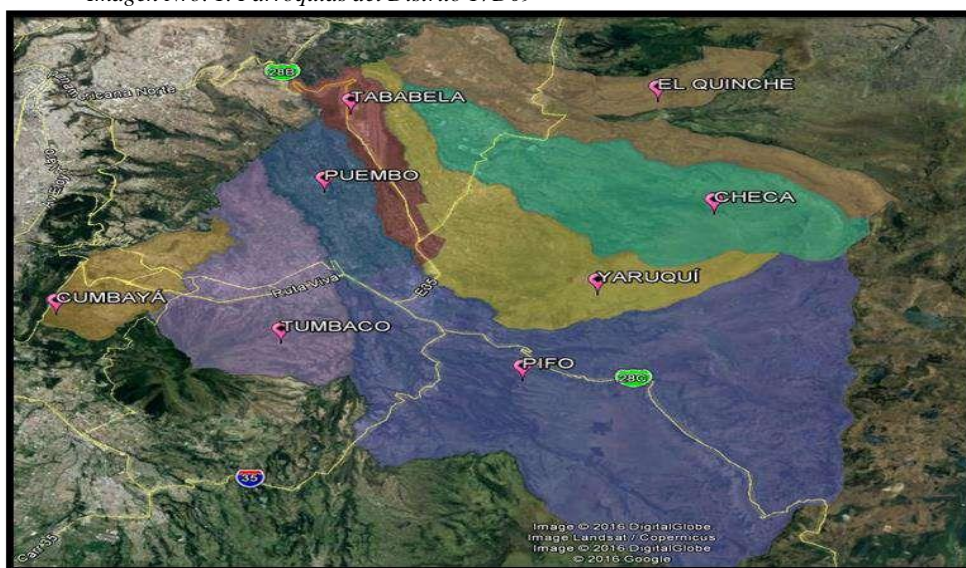 28B
EL QUINCHE
TABABELA
PUEMBO
CHECA
YARUQUÍ
Ruta Viva
E35
CUMBAYÁ
TUMBACO
PIFO
28C
35
Image © 2016 DigitalGlobe
Image Landsat / Copernicus
Image © 2016 DigitalGlobe
© 2016 Google